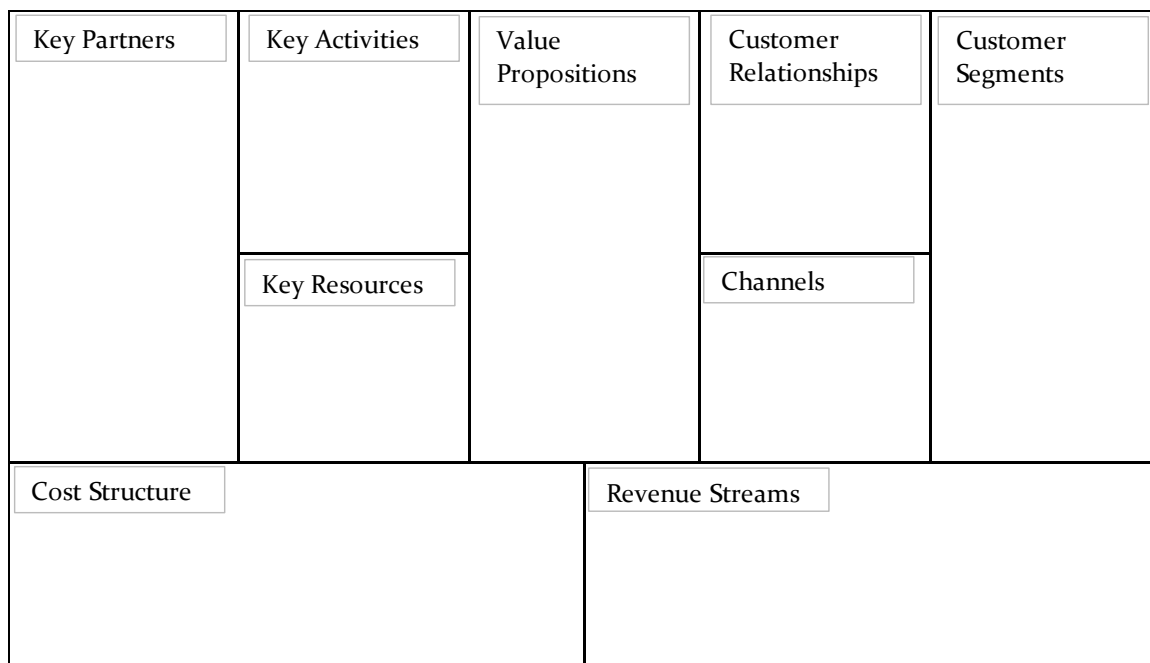 Key Partners
Key Activities
Value
Propositions
Customer
Relationships
Customer
Segments
Key Resources
Channels
Cost Structure
Revenue Streams